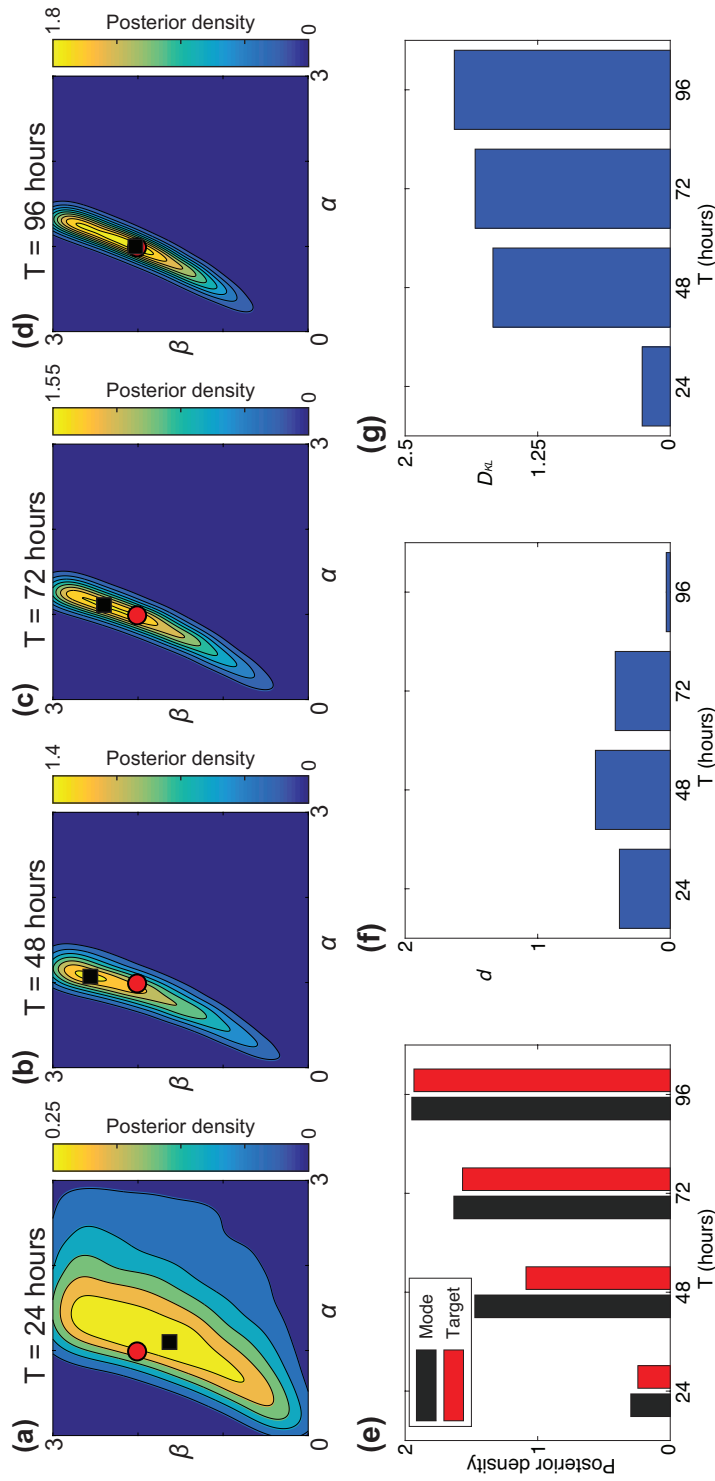 (a)
T = 24 hours
3
β
0
α
3
0.25
Posterior density
0
(b)
T = 48 hours
3
β
0
α
3
1.4
Posterior density
0
(c)
T = 72 hours
3
β
0
α
3
1.55
Posterior density
0
(d)
T = 96 hours
3
β
0
α
3
1.8
Posterior density
0
(e)
2
1
0
Posterior density
Mode
Target
24
48
72
96
T (hours)
(f)
2
1
0
d
24
48
72
96
T (hours)
(g)
2.5
1.25
0
DKL
24
48
72
96
T (hours)